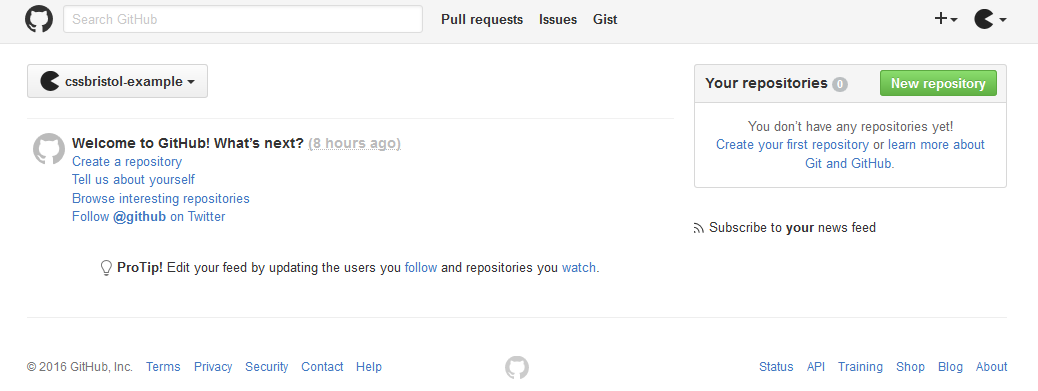 Search GitHub
Pull requests
Issues
Gist
cssbristol-example
Welcome to GitHub! What's next? (8 hours ago)
Create a repository
Tell us about yourself
Browse interesting repositories
Follow @github on Twitter
ProTip! Edit your feed by updating the users you follow and repositories you watch.
Your repositories 0
New repository
You don't have any repositories yet!
Create your first repository or learn more about
Git and GitHub.
Subscribe to your news feed
© 2016 GitHub, Inc. Terms Privacy Security Contact Help
Status API Training Shop Blog About